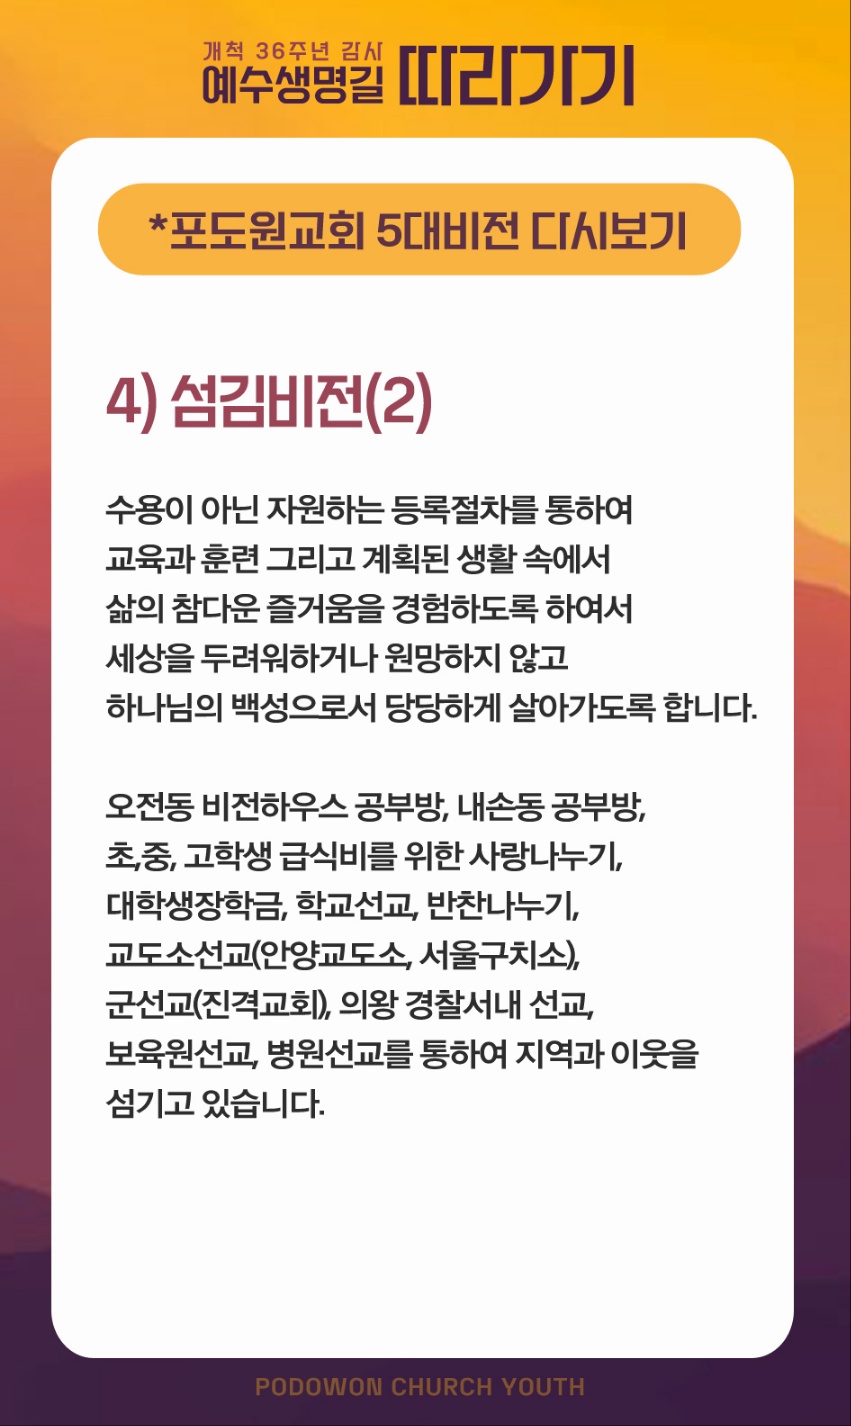 개척 36주년 감사
예수생명길 따라가기
*포도원교회 5대비전 다시보기
4) 섬김비전(2)
수용이 아닌 자원하는 등록절차를 통하여
교육과 훈련 그리고 계획된 생활 속에서
삶의 참다운 즐거움을 경험하도록 하여서
세상을 두려워하거나 원망하지 않고
하나님의 백성으로서 당당하게 살아가도록 합니다.
오전동 비전하우스 공부방, 내손동 공부방,
초,중, 고학생 급식비를 위한 사랑나누기,
대학생장학금, 학교선교, 반찬나누기,
교도소선교(안양교도소, 서울구치소),
군선교(진격교회), 의왕 경찰서내 선교,
보육원선교, 병원선교를 통하여 지역과 이웃을
섬기고 있습니다.
PODOWON CHURCH YOUTH